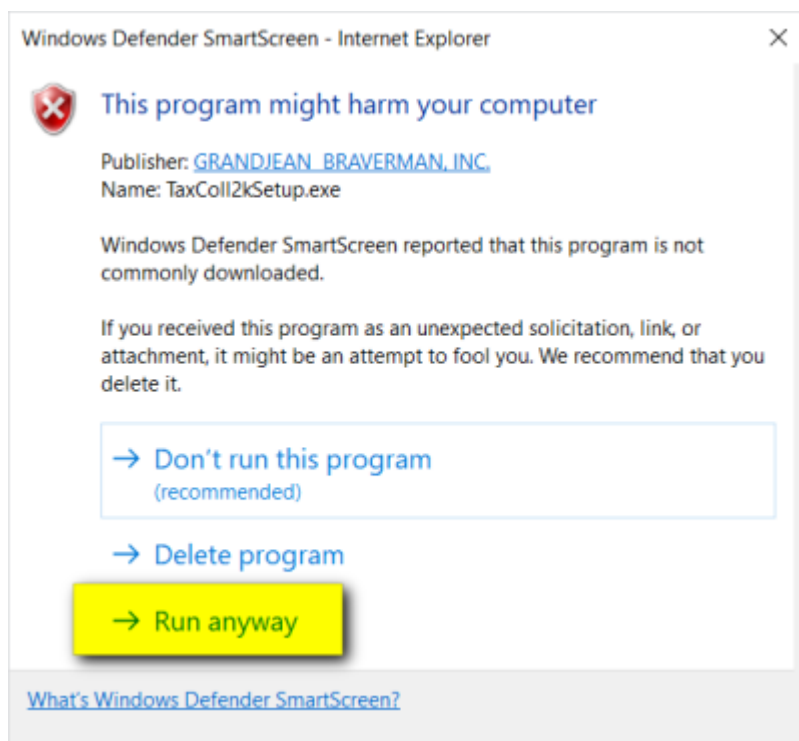 Windows Defender SmartScreen - Internet Explorer
This program might harm your computer
Publisher: GRANDJEAN BRAVERMAN, INC.
Name: TaxColl2kSetup.exe
Windows Defender SmartScreen reported that this program is not
commonly downloaded.
If you received this program as an unexpected solicitation, link, or
attachment, it might be an attempt to fool you. We recommend that you
delete it.
→ Don't run this program
(recommended)
→ Delete program
→ Run anyway
What's Windows Defender SmartScreen?